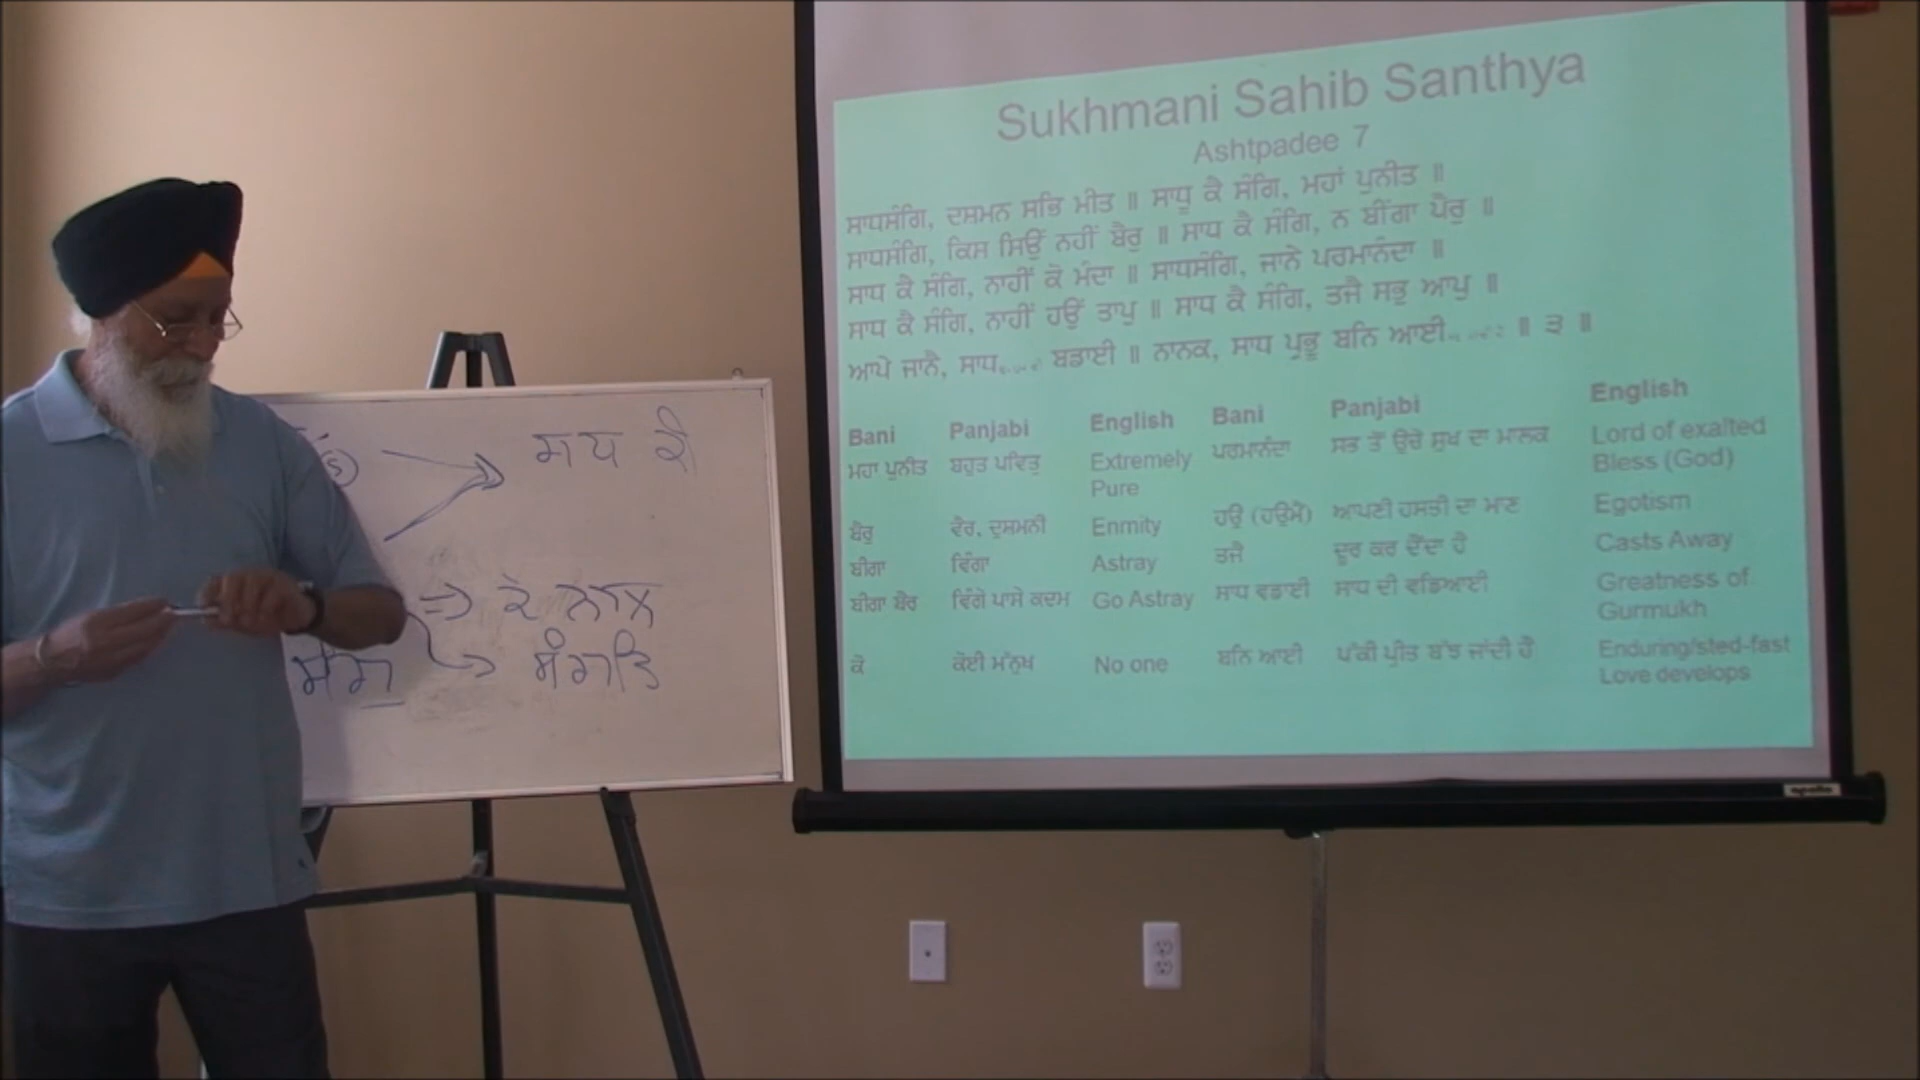 Sukhmani Sahib Santhya
Ashtpadee 7
ਸਾਧਸੰਗਿ, ਦਸਮਨ ਸਭਿ ਮੀਤ ॥ ਸਾਧੂ ਕੈ ਸੰਗਿ, ਮਹਾਂ ਪੁਨੀਤ ॥
ਸਾਧਸੰਗਿ, ਕਿਸ ਸਿਉਂ ਨਹੀਂ ਬੈਰੁ ॥ ਸਾਧ ਕੈ ਸੰਗਿ, ਨ ਬੀਂਗਾ ਪੈਰੁ ॥
ਸਾਧ ਕੈ ਸੰਗਿ, ਨਾਹੀਂ ਕੋ ਮੰਦਾ ॥ ਸਾਧਸੰਗਿ, ਜਾਨੇ ਪਰਮਾਨੰਦਾ ॥
ਸਾਧ ਕੈ ਸੰਗਿ, ਨਾਹੀਂ ਹਉਂ ਤਾਪੁ ॥ ਸਾਧ ਕੈ ਸੰਗਿ, ਤਜੈ ਸਭੁ ਆਪੁ ॥
ਆਪੇ ਜਾਨੈ, ਸਾਧ ਬਡਾਈ ॥ ਨਾਨਕ, ਸਾਧ ਪ੍ਰਭੂ ਬਨਿ ਆਈ ॥ ੩ ॥
Bani Panjabi English Bani Panjabi English
ਮਹਾ ਪੁਨੀਤ ਬਹੁਤ ਪਵਿਤ੍ਰ Extremely Pure ਪਰਮਾਨੰਦਾ ਸਭ ਤੋਂ ਉਚੇ ਸੁਖ ਦਾ ਮਾਲਕ Lord of exalted Bless (God)
ਬੈਰੁ ਵੈਰ, ਦੁਸਮਨੀ Enmity ਹਉ (ਹਉਮੈ) ਆਪਣੀ ਹਸਤੀ ਦਾ ਮਾਣ Egotism
ਬੀਗਾ ਵਿੰਗਾ Astray ਤਜੈ ਦੂਰ ਕਰ ਦੇਂਦਾ ਹੈ Casts Away
ਬੀਗਾ ਬੈਰ ਵਿੰਗੇ ਪਾਸੇ ਕਦਮ Go Astray ਸਾਧ ਵਡਾਈ ਸਾਧ ਦੀ ਵਡਿਆਈ Greatness of Gurmukh
ਕੋ ਕੋਈ ਮੱਨੁਖ No one ਬਨਿ ਆਈ ਪੱਕੀ ਪ੍ਰੀਤ ਬੱਝ ਜਾਂਦੀ ਹੈ Enduring/sted-fast Love develops
ਦੇ ਨਾਲ
ਸੰਗ ਸੰਗਤਿ
apollo